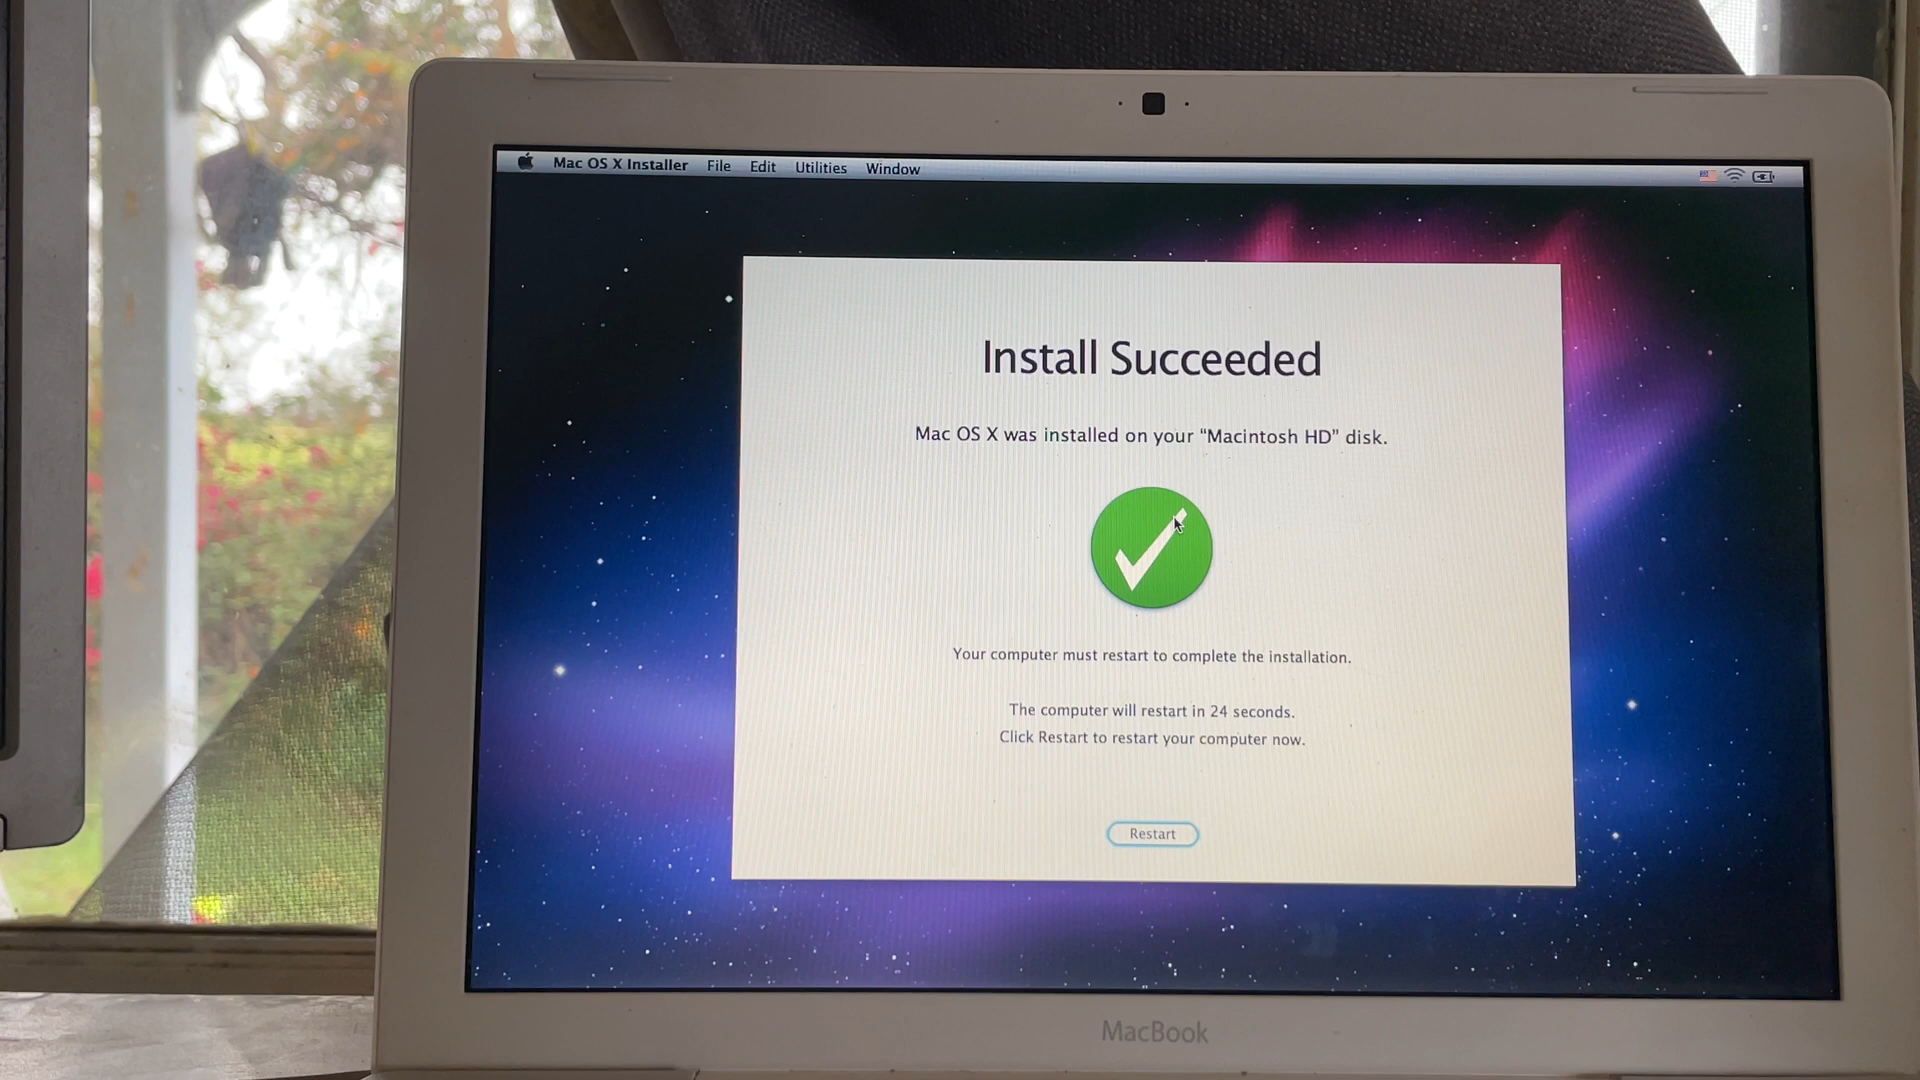 Mac OS X Installer File Edit Utilities Window
Install Succeeded
Mac OS X was installed on your “Macintosh HD” disk.
Your computer must restart to complete the installation.
The computer will restart in 24 seconds.
Click Restart to restart your computer now.
Restart
MacBook